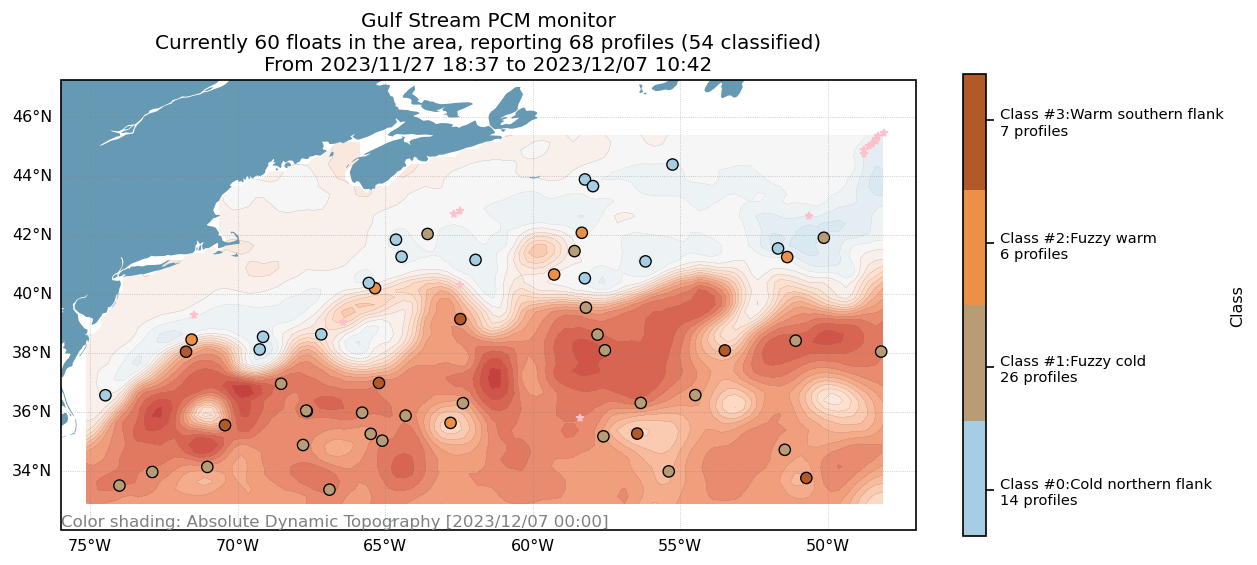 Gulf Stream PCM monitor
Currently 60 floats in the area, reporting 68 profiles (54 classified)
From 2023/11/27 18:37 to 2023/12/07 10:42
46°N
44°N
42°N
40°N
38°N
36°N
34°N
Color shading: Absolute Dynamic Topography [2023/12/07 00:00]
75°W
70°W
65°W
60°W
55°W
50°W
Class #3:Warm southern flank
7 profiles
Class #2:Fuzzy warm
6 profiles
Class #1:Fuzzy cold
26 profiles
Class #0:Cold northern flank
14 profiles
Class